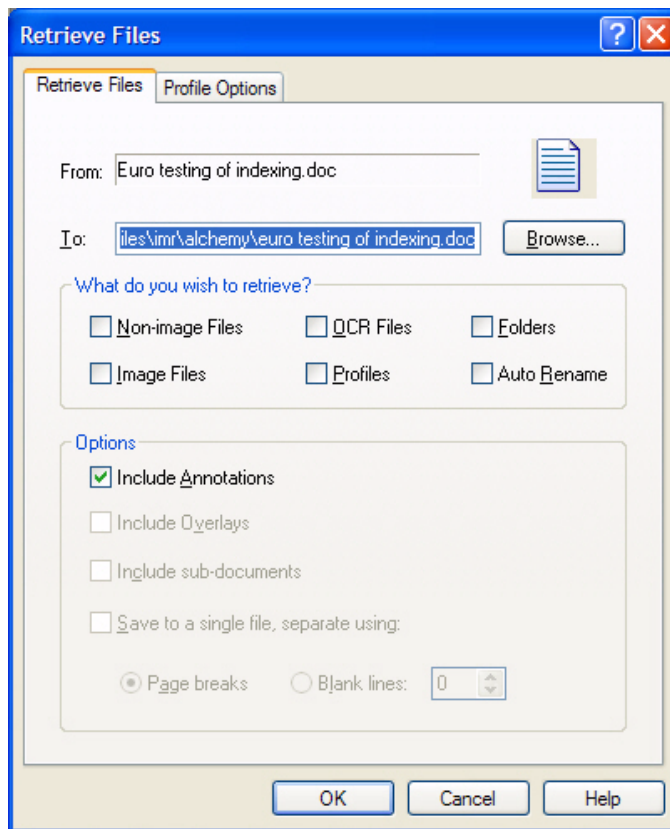 Retrieve Files
Retrieve Files Profile Options
From: Euro testing of indexing.doc
To: iles\imr\alchemy\euro testing of indexing.doc Browse...
What do you wish to retrieve?
Non-image Files OCR Files Folders
Image Files Profiles Auto Rename
Options
Include Annotations
Include Overlays
Include sub-documents
Save to a single file, separate using:
Page breaks Blank lines: 0
OK Cancel Help